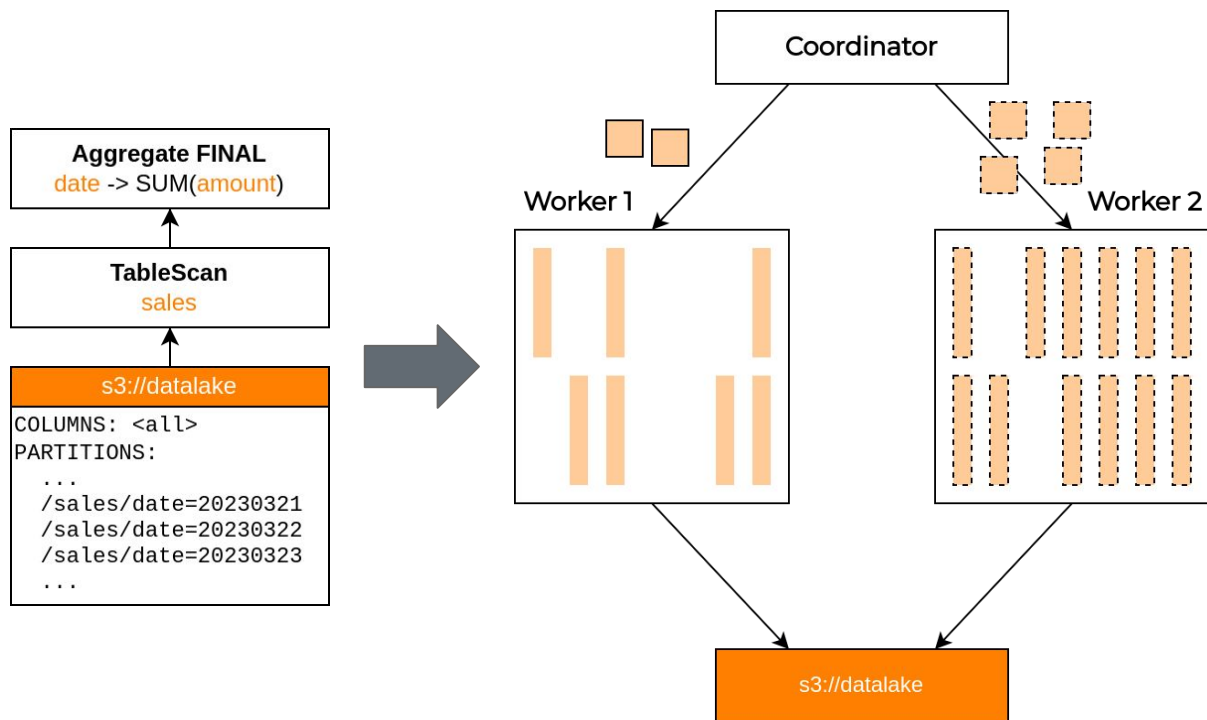 Aggregate FINAL
date -> SUM(amount)
TableScan
sales
s3://datalake
COLUMNS: <all>
PARTITIONS:
...
/sales/date=20230321
/sales/date=20230322
/sales/date=20230323
...
Coordinator
Worker 1
Worker 2
s3://datalake